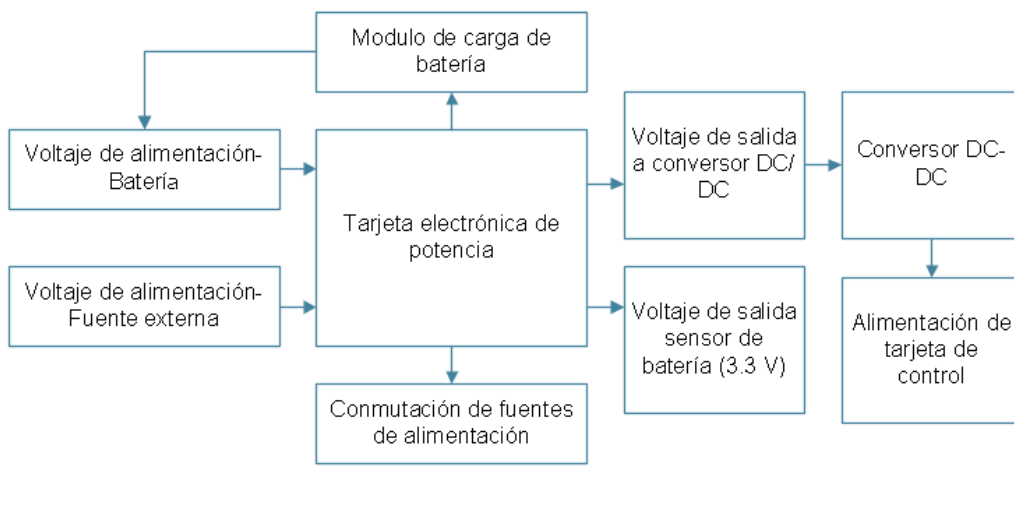 Modulo de carga de
batería
Voltaje de alimentación-
Batería
Voltaje de alimentación-
Fuente externa
Tarjeta electrónica de
potencia
Conmutación de fuentes
de alimentación
Voltaje de salida
a conversor DC/
DC
Voltaje de salida
sensor de
batería (3.3 V)
Conversor DC-
DC
Alimentación de
tarjeta de
control